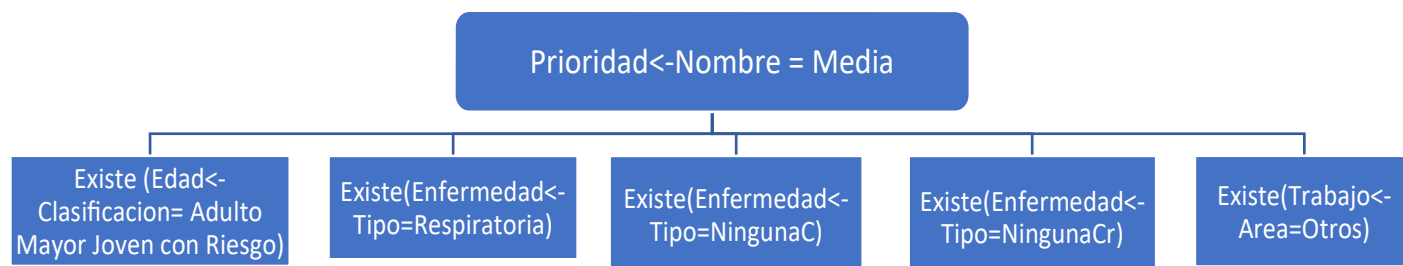 Prioridad<-Nombre = Media
Existe (Edad<-
Clasificacion= Adulto
Mayor Joven con Riesgo)
Existe(Enfermedad<-
Tipo=Respiratoria)
Existe(Enfermedad<-
Tipo=NingunaC)
Existe(Enfermedad<-
Tipo=NingunaCr)
Existe(Trabajo<-
Area=Otros)